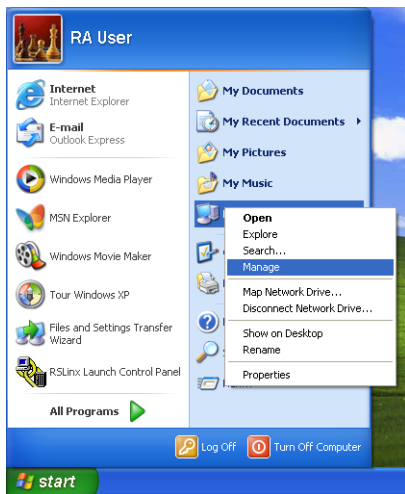 RA User
Internet
Internet Explorer
E-mail
Outlook Express
Windows Media Player
MSN Explorer
Windows Movie Maker
Tour Windows XP
Files and Settings Transfer
Wizard
RSLinx Launch Control Panel
All Programs
My Documents
My Recent Documents
My Pictures
My Music
Open
Explore
Search...
Manage
Map Network Drive...
Disconnect Network Drive...
Show on Desktop
Rename
Properties
Log Off
Turn Off Computer
start